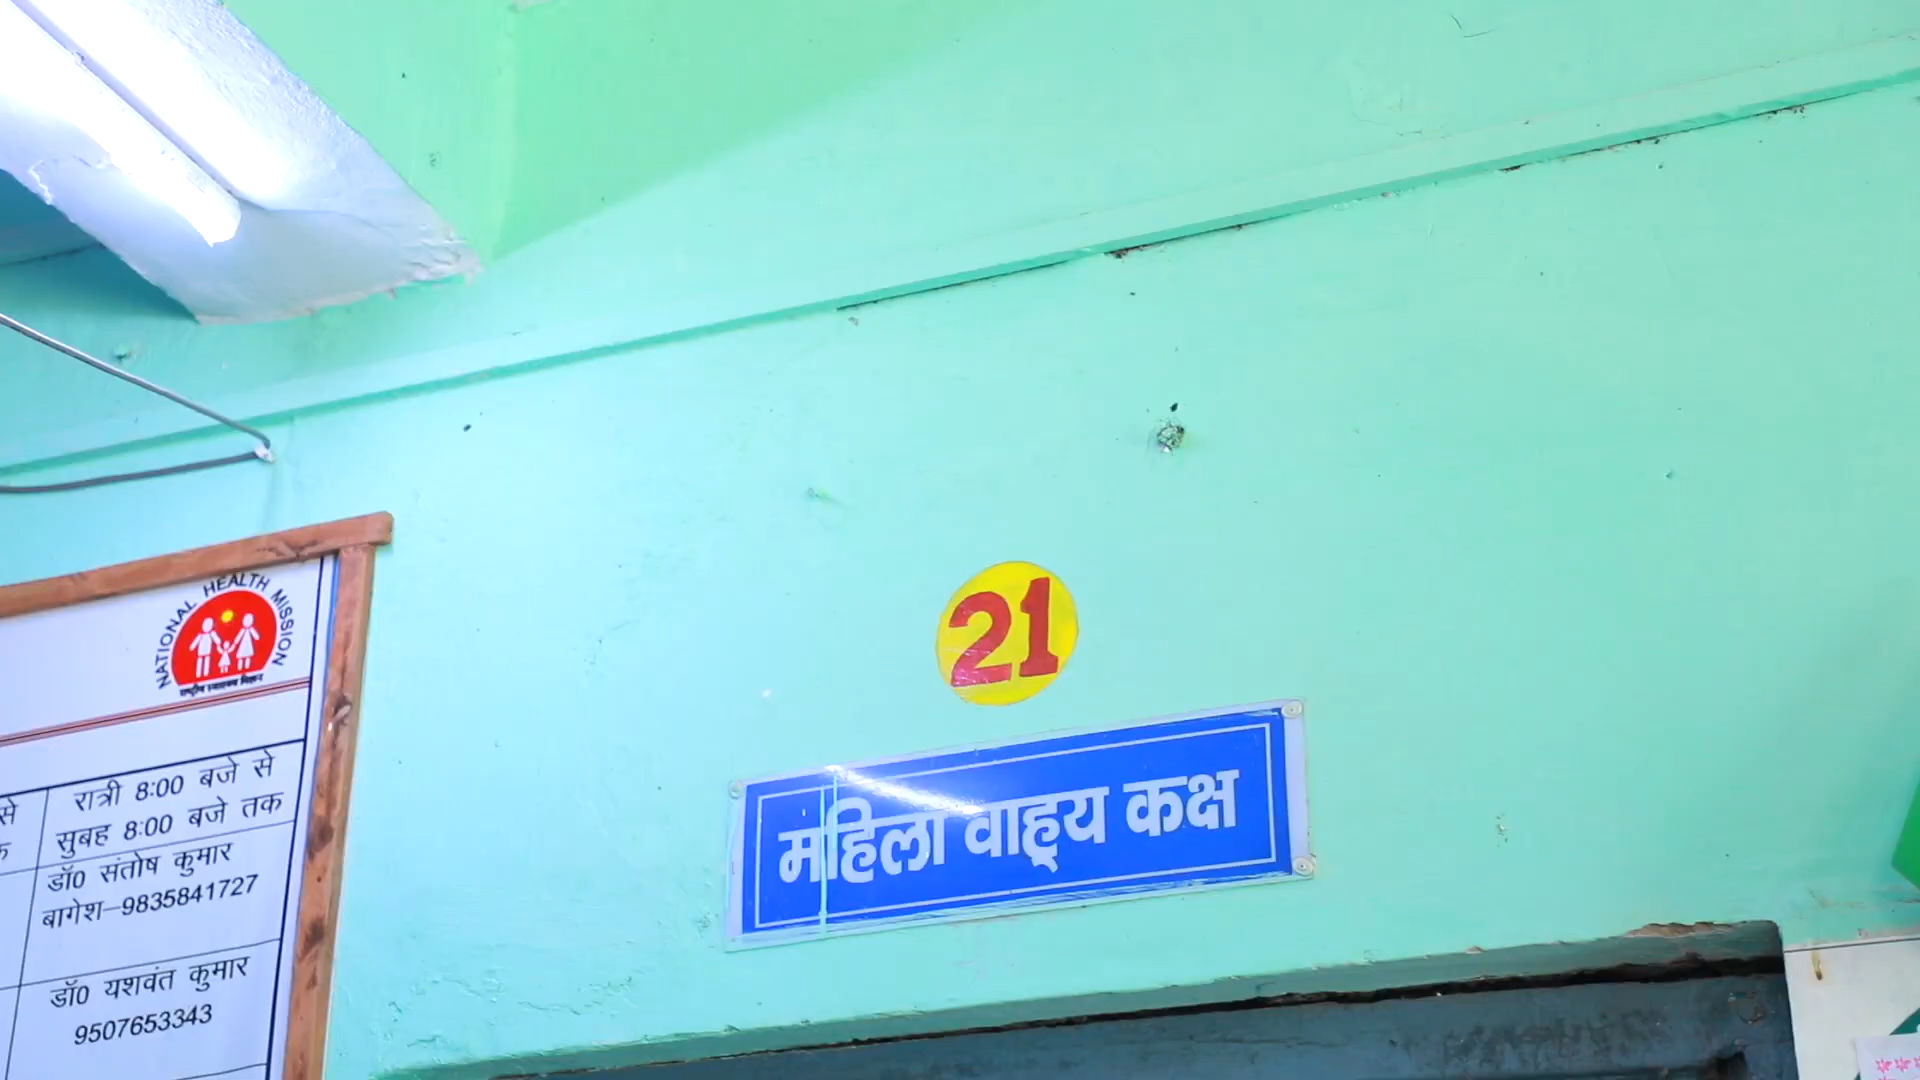 NATIONAL HEALTH MISSION
राष्ट्रीय स्वास्थ्य मिशन
से
रात्री 8:00 बजे से
सुबह 8:00 बजे तक
डॉ0 संतोष कुमार
बागेश–9835841727
डॉ0 यशवंत कुमार
9507653343
21
महिला वाह्य कक्ष